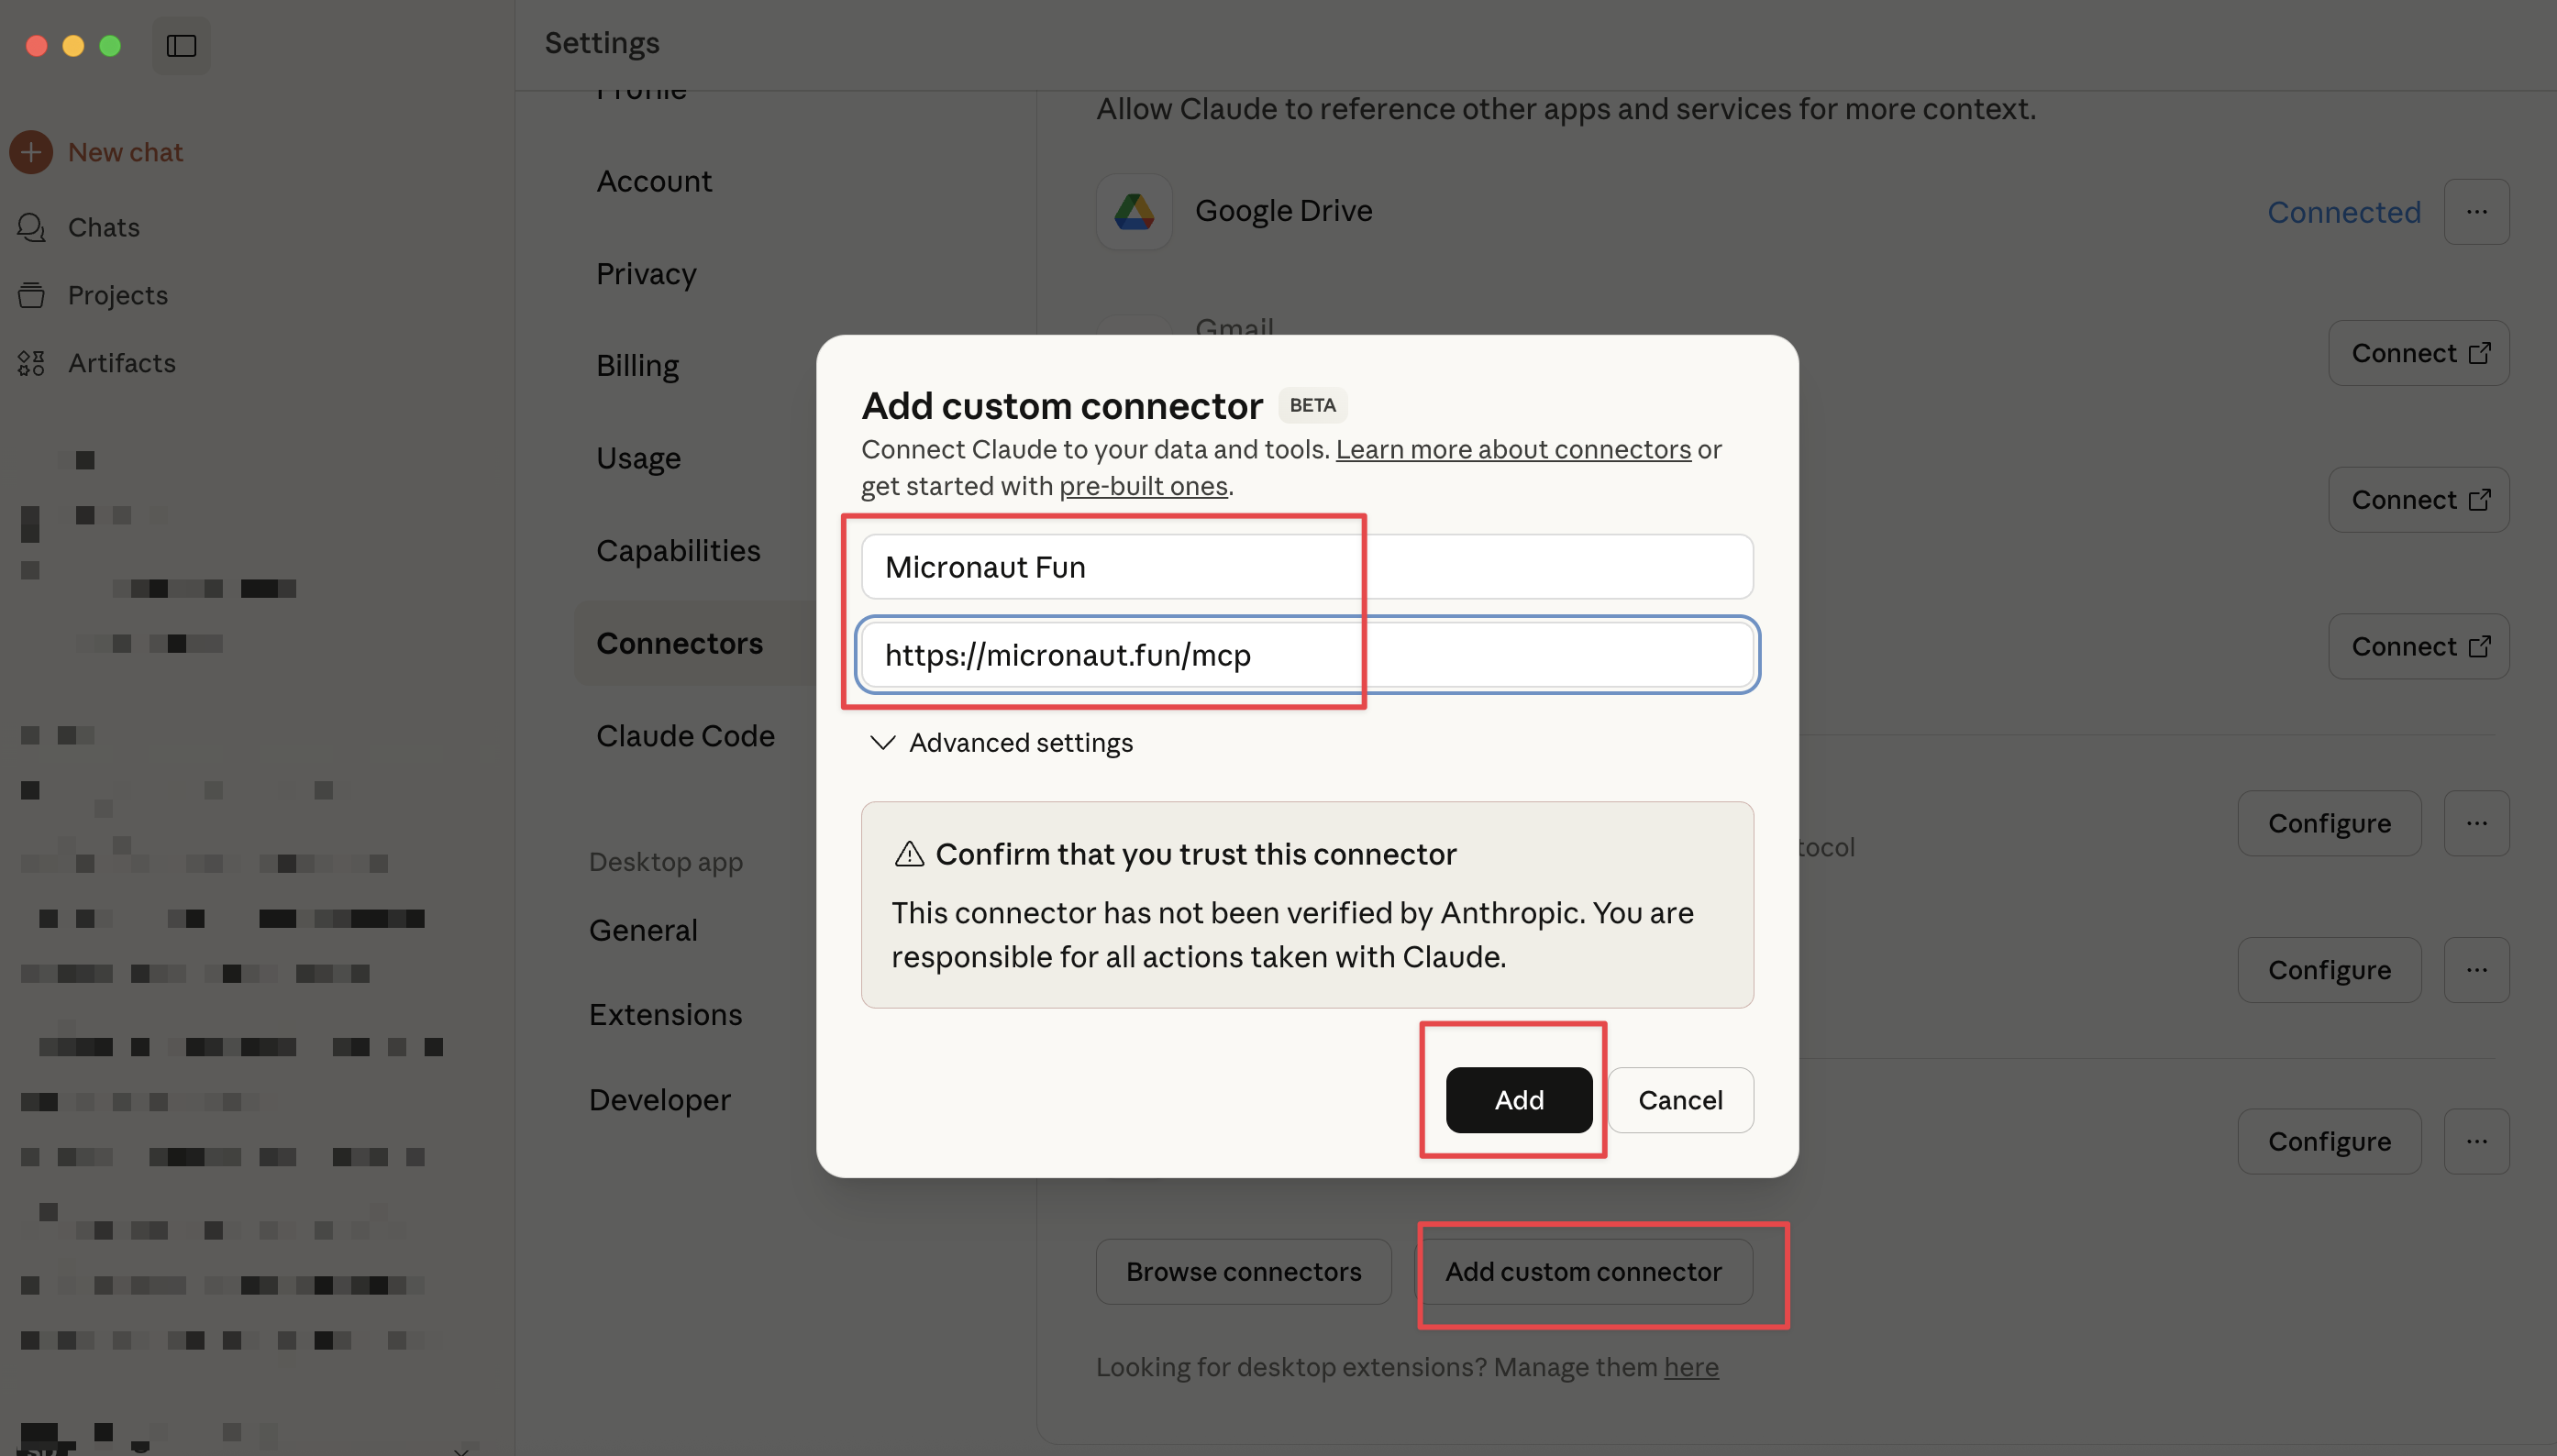 Settings
New chat
Chats
Projects
Artifacts
Profile
Account
Privacy
Billing
Usage
Capabilities
Connectors
Claude Code
Desktop app
General
Extensions
Developer
Allow Claude to reference other apps and services for more context.
Google Drive
Connected
Gmail
Connect
Connect
Connect
Add custom connector BETA
Connect Claude to your data and tools. Learn more about connectors or
get started with pre-built ones.
Micronaut Fun
https://micronaut.fun/mcp
Advanced settings
Confirm that you trust this connector
This connector has not been verified by Anthropic. You are
responsible for all actions taken with Claude.
Add
Cancel
Configure
Configure
Configure
Browse connectors
Add custom connector
Looking for desktop extensions? Manage them here